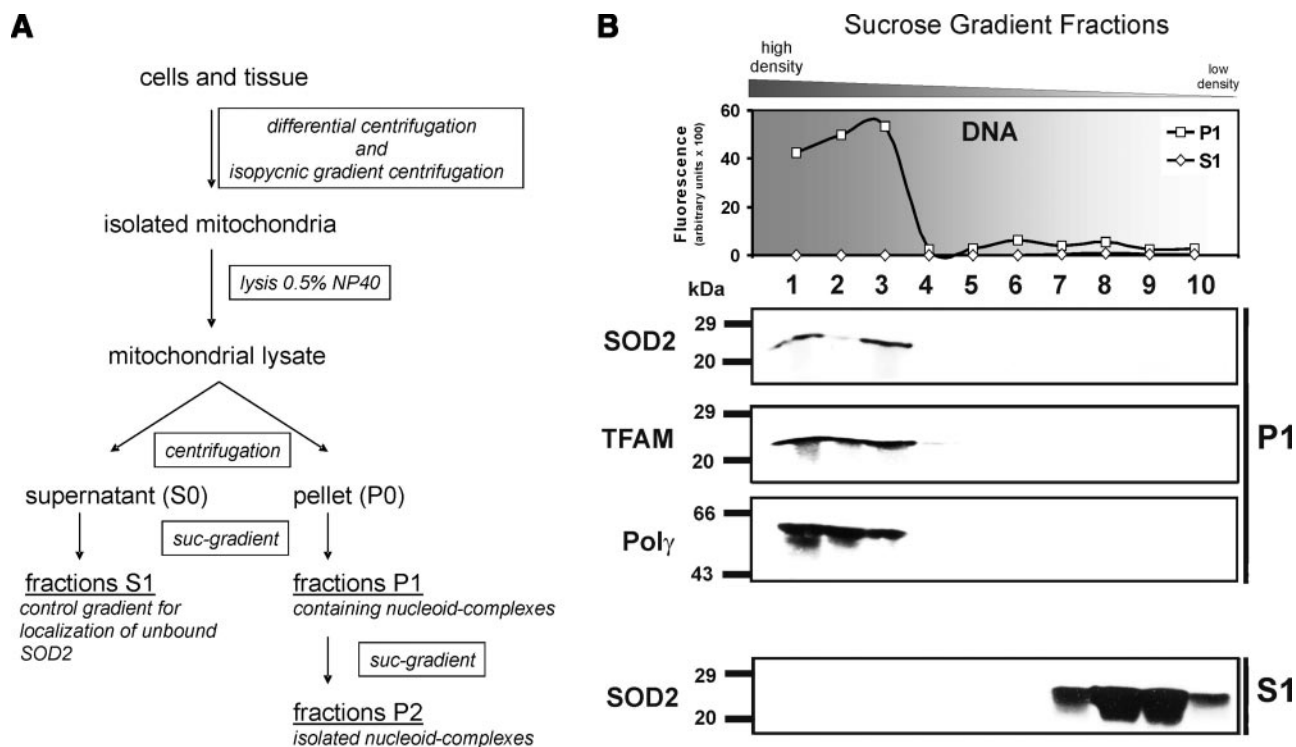 A
cells and tissue
differential centrifugation
and
isopycnic gradient centrifugation
isolated mitochondria
lysis 0.5% NP40
mitochondrial lysate
centrifugation
supernatant (S0)
pellet (P0)
suc-gradient
fractions S1
control gradient for
localization of unbound
SOD2
fractions P1
containing nucleoid-complexes
suc-gradient
fractions P2
isolated nucleoid-complexes
B
Sucrose Gradient Fractions
high
density
low
density
Fluorescence
(arbitrary units x 100)
60
40
20
0
DNA
P1
S1
kDa
1 2 3 4 5 6 7 8 9 10
SOD2
29
20
TFAM
29
20
Polγ
66
43
P1
SOD2
29
20
S1